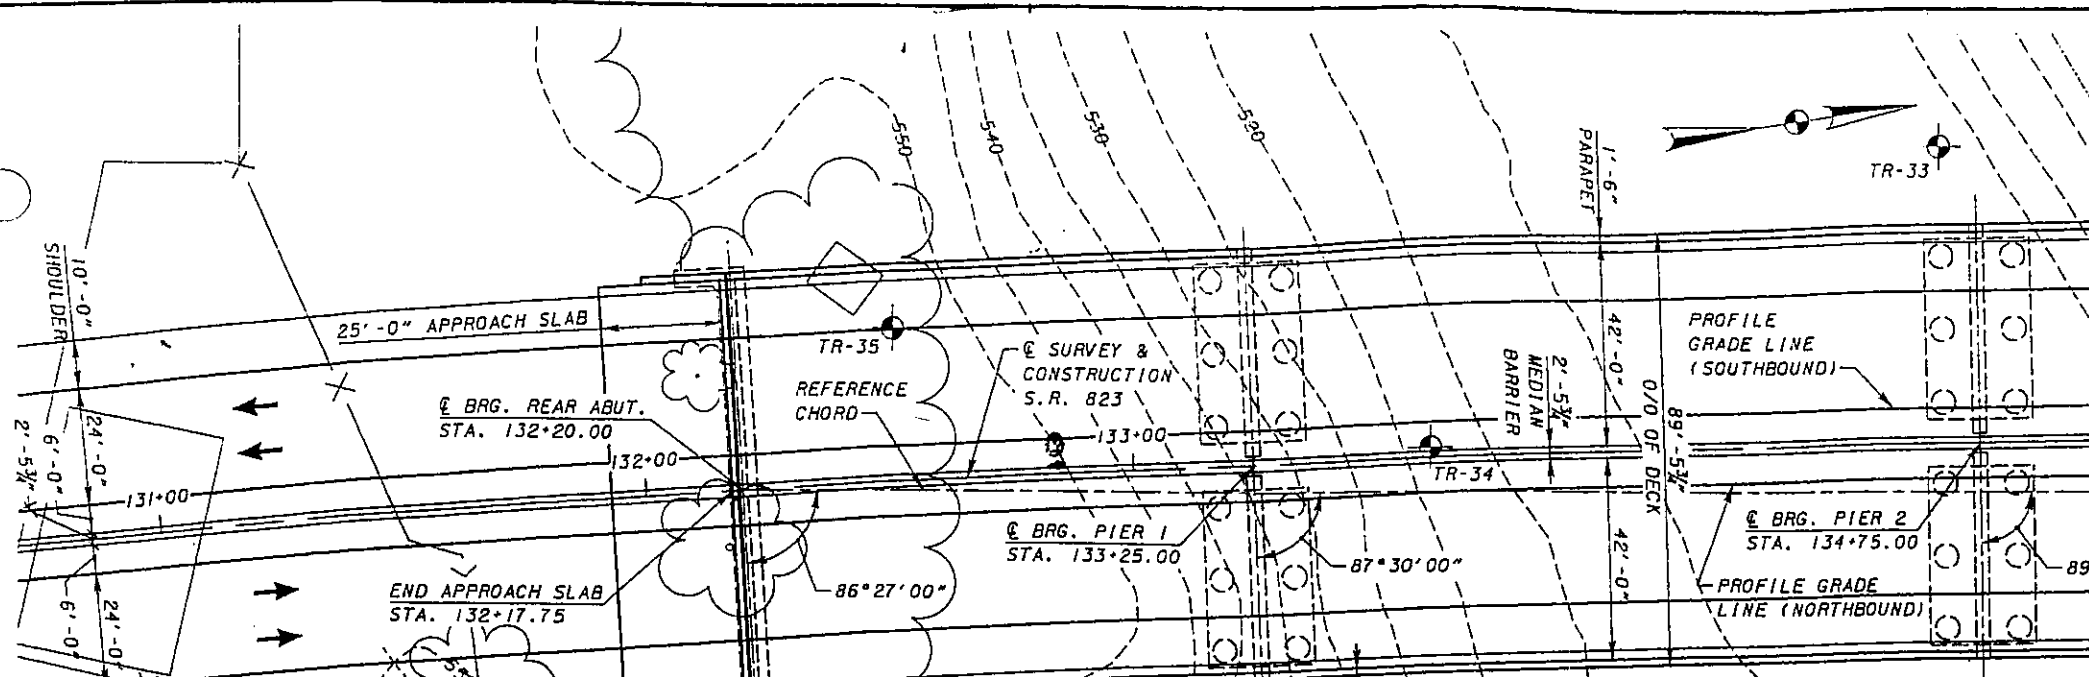 550
540
530
520
1'-6"
PARAPET
TR-33
10'-0"
SHOULDER
25'-0" APPROACH SLAB
TR-35
℄ SURVEY &
CONSTRUCTION
S.R. 823
REFERENCE
CHORD
℄ BRG. REAR ABUT.
STA. 132+20.00
PROFILE
GRADE LINE
(SOUTHBOUND)
42'-0"
2'-5¾"
MEDIAN
BARRIER
89'-5¾"
O/O OF DECK
24'-0"
6'-0"
2'-5¾"
131+00
132+00
133+00
TR-34
℄ BRG. PIER 1
STA. 133+25.00
℄ BRG. PIER 2
STA. 134+75.00
END APPROACH SLAB
STA. 132+17.75
86°27'00"
87°30'00"
89
42'-0"
PROFILE GRADE
LINE (NORTHBOUND)
6'-0"
24'-0"